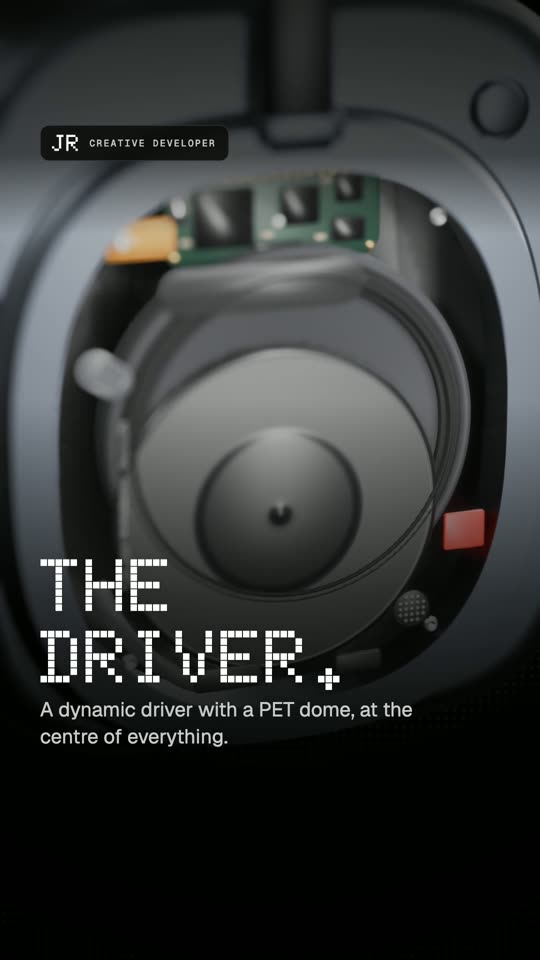 JR CREATIVE DEVELOPER
THE
DRIVER.
A dynamic driver with a PET dome, at the
centre of everything.